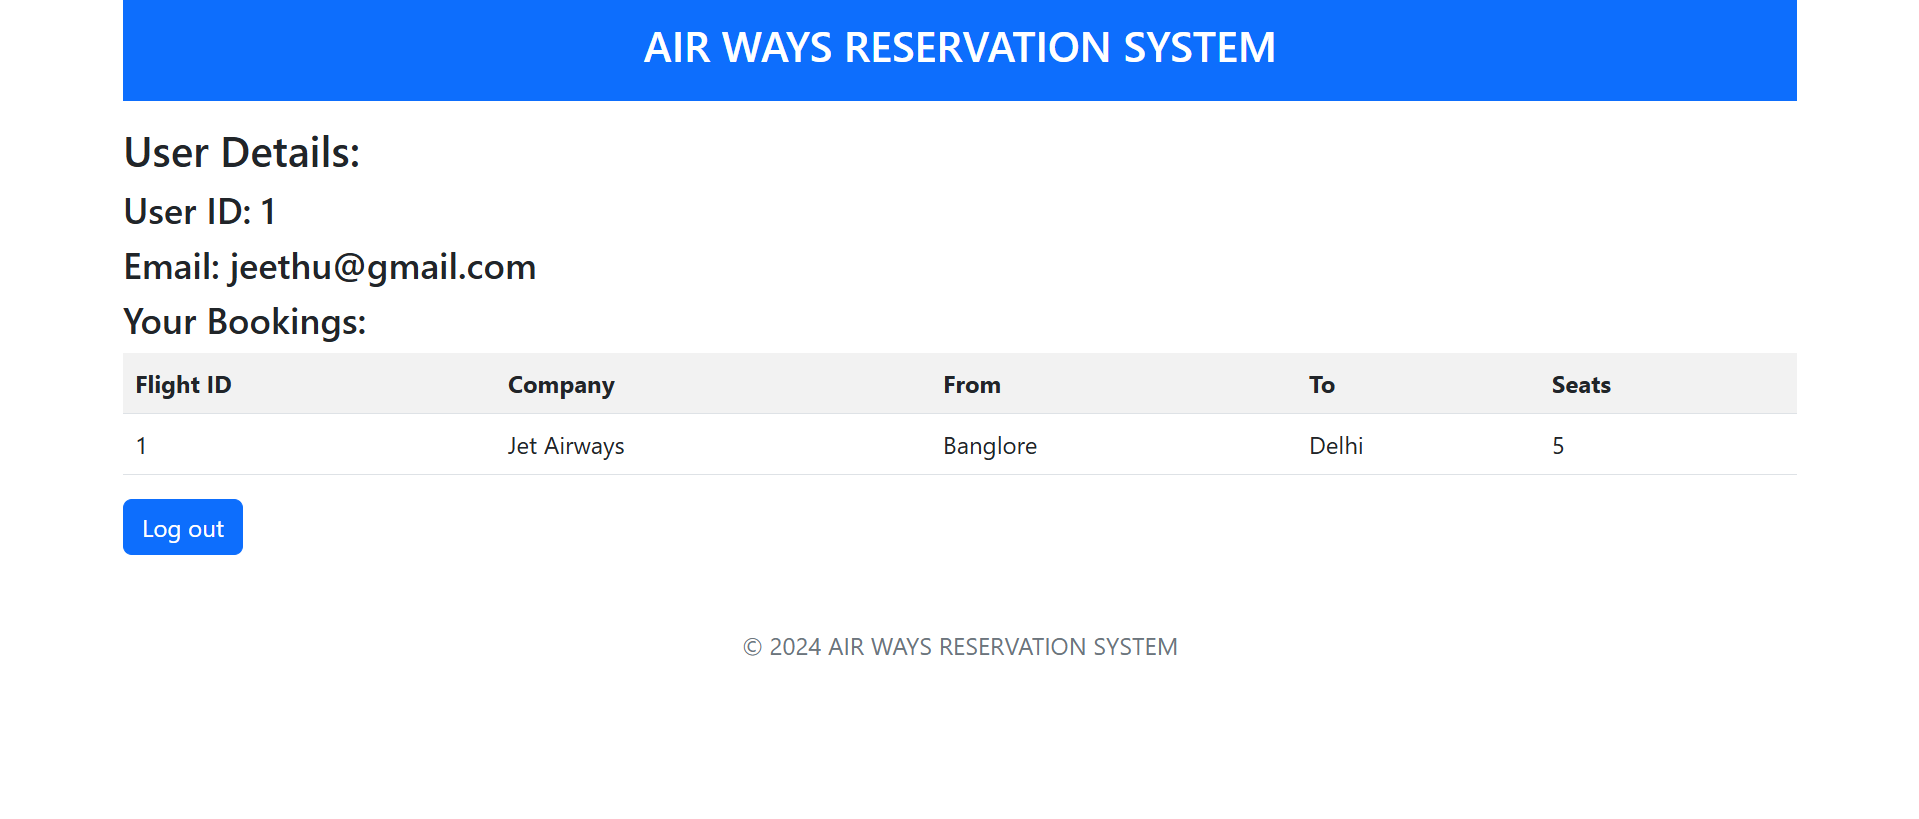 AIR WAYS RESERVATION SYSTEM
User Details:
User ID: 1
Email: jeethu@gmail.com
Your Bookings:
Flight ID Company From To Seats
1 Jet Airways Banglore Delhi 5
Log out
© 2024 AIR WAYS RESERVATION SYSTEM